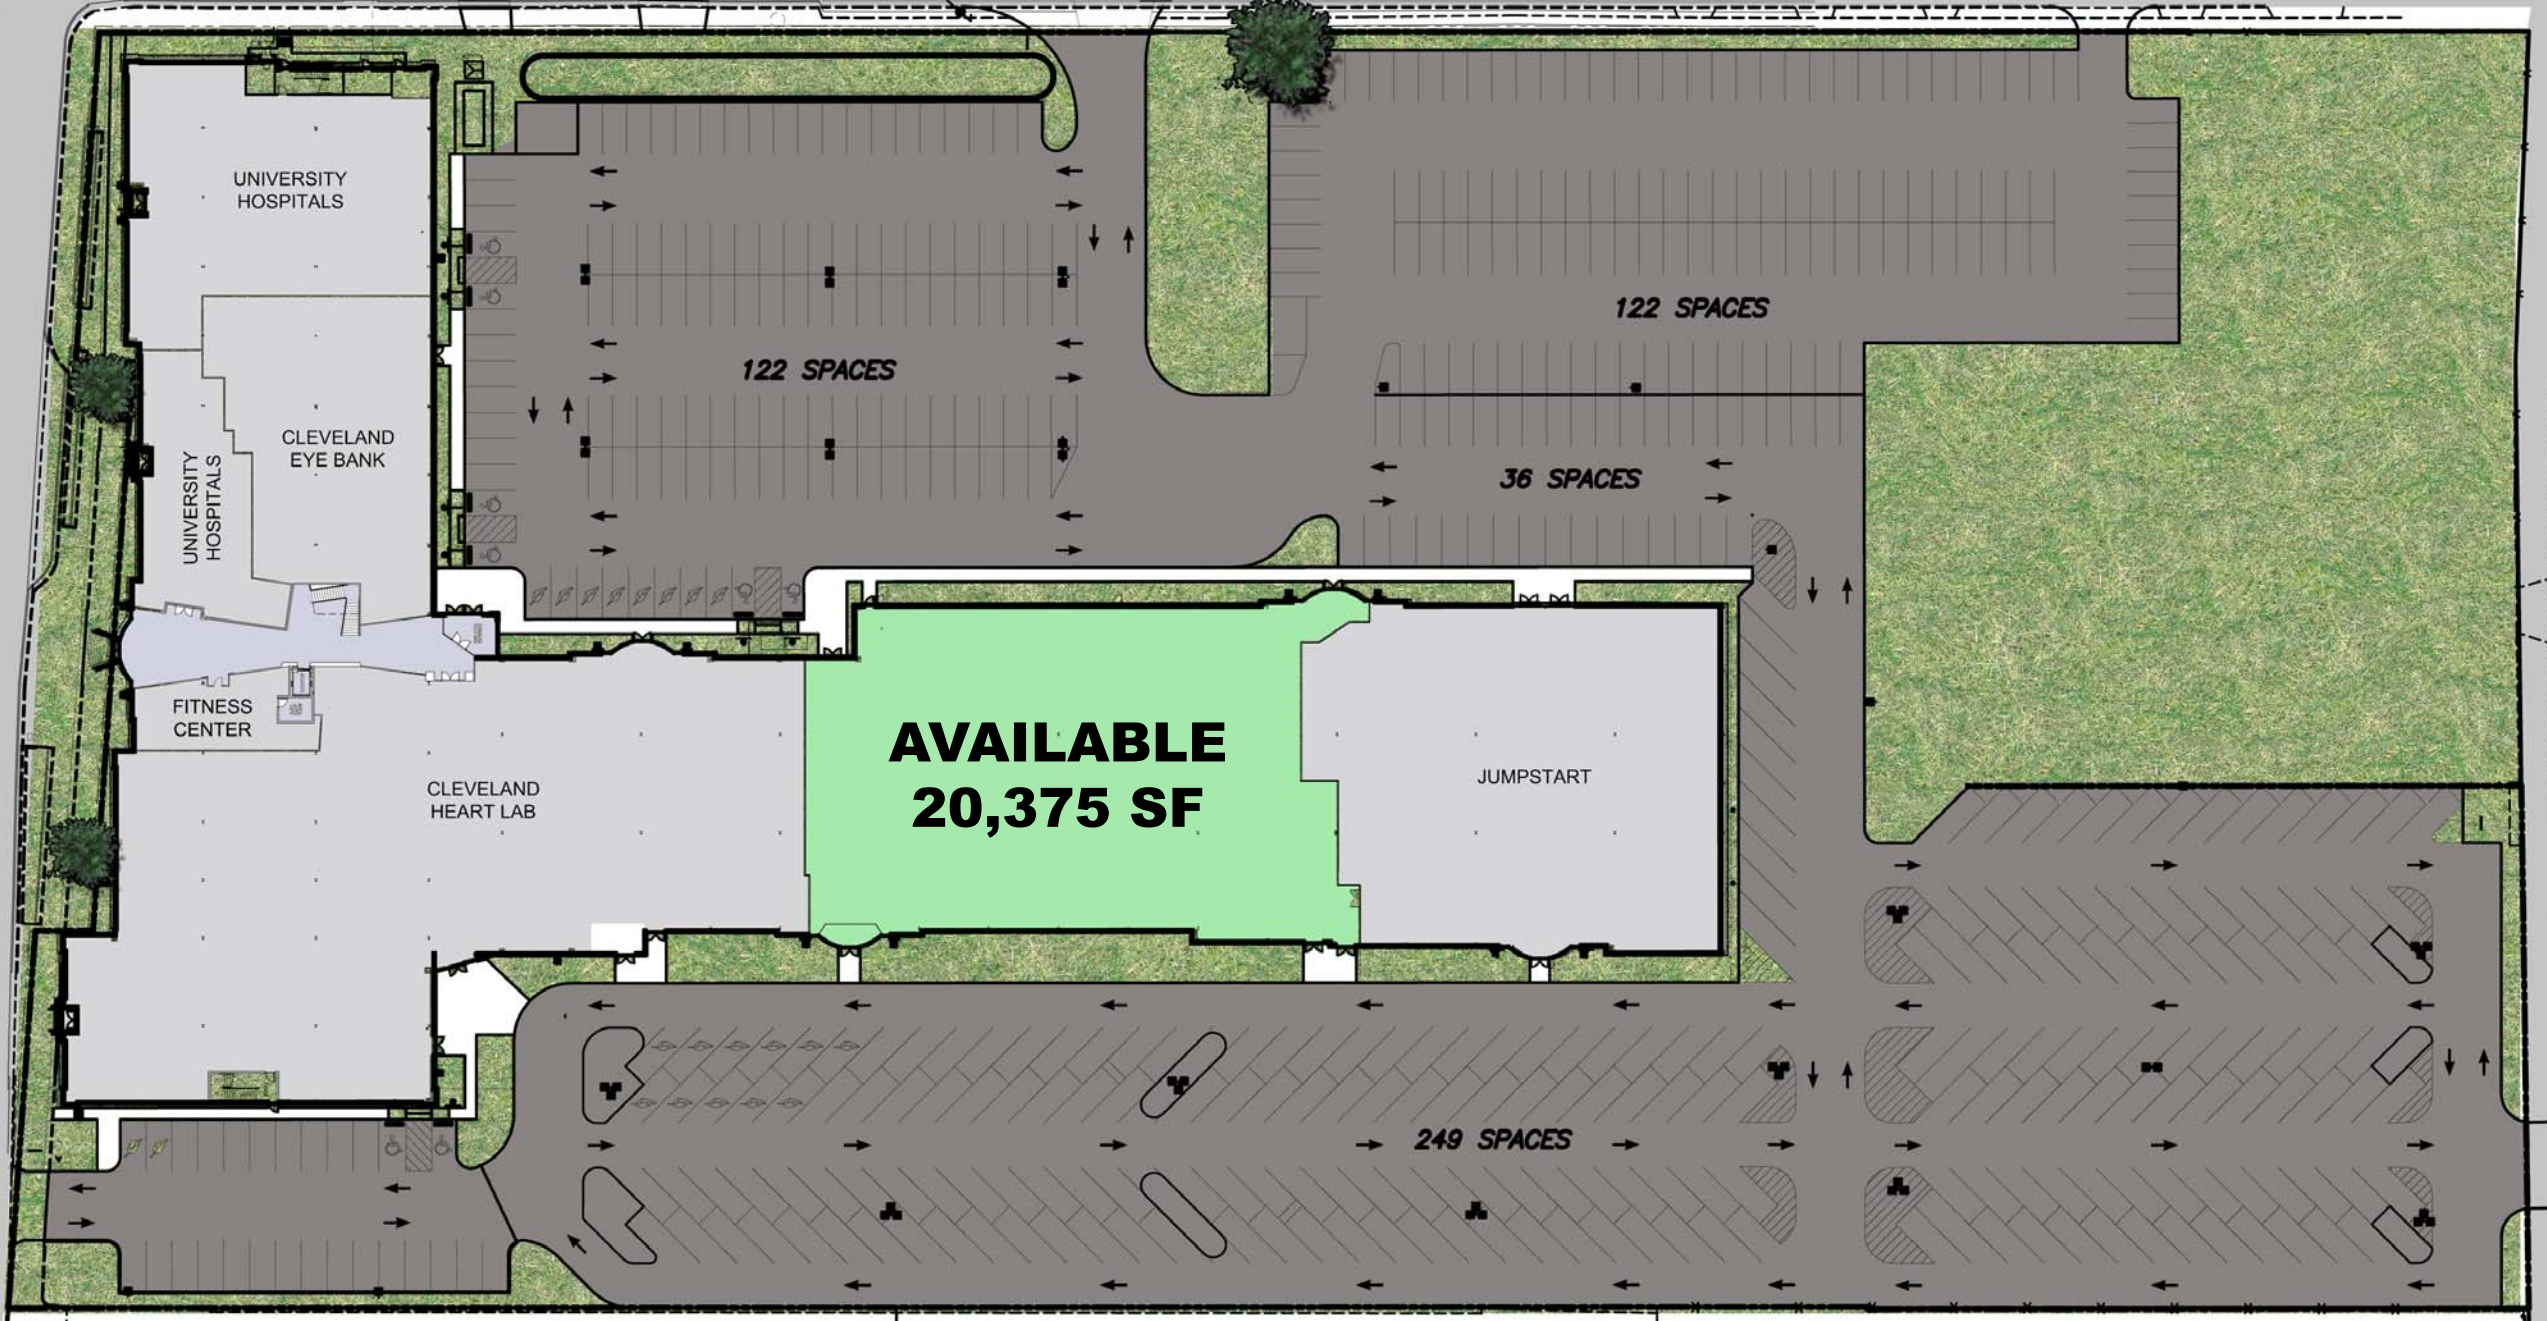 UNIVERSITY
HOSPITALS
122 SPACES
122 SPACES
CLEVELAND
EYE BANK
UNIVERSITY
HOSPITALS
36 SPACES
FITNESS
CENTER
CLEVELAND
HEART LAB
AVAILABLE
20,375 SF
JUMPSTART
249 SPACES